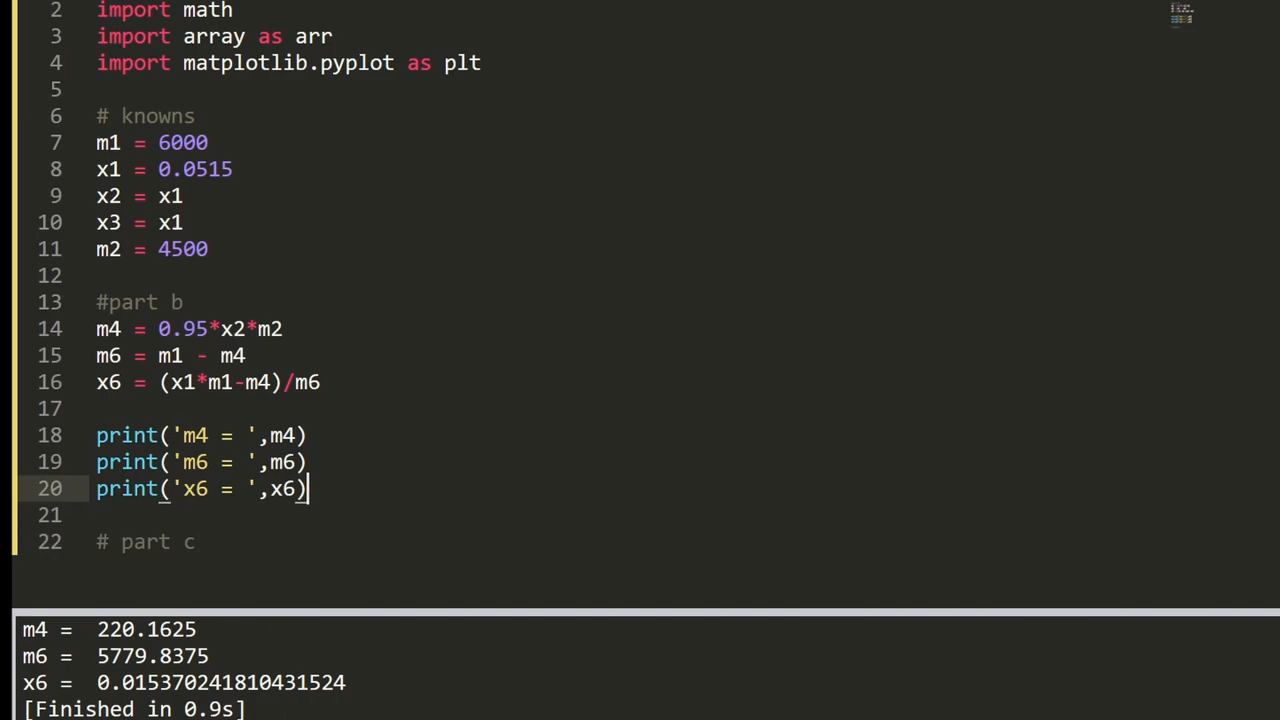 2 import math
3 import array as arr
4 import matplotlib.pyplot as plt
5
6 # knowns
7 m1 = 6000
8 x1 = 0.0515
9 x2 = x1
10 x3 = x1
11 m2 = 4500
12
13 #part b
14 m4 = 0.95*x2*m2
15 m6 = m1 - m4
16 x6 = (x1*m1-m4)/m6
17
18 print('m4 = ',m4)
19 print('m6 = ',m6)
20 print('x6 = ',x6)
21
22 # part c
m4 =  220.1625
m6 =  5779.8375
x6 =  0.015370241810431524
[Finished in 0.9s]